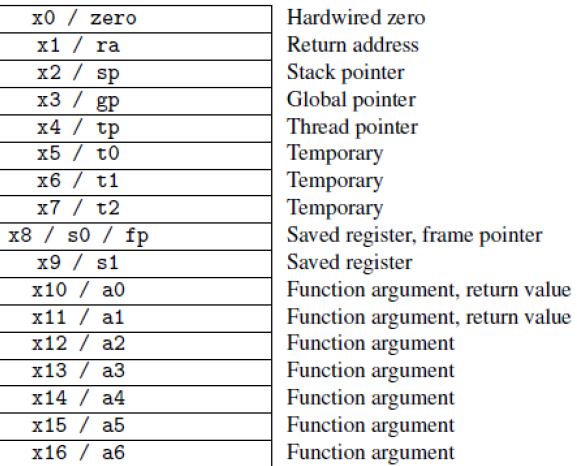 x0 / zero Hardwired zero
x1 / ra Return address
x2 / sp Stack pointer
x3 / gp Global pointer
x4 / tp Thread pointer
x5 / t0 Temporary
x6 / t1 Temporary
x7 / t2 Temporary
x8 / s0 / fp Saved register, frame pointer
x9 / s1 Saved register
x10 / a0 Function argument, return value
x11 / a1 Function argument, return value
x12 / a2 Function argument
x13 / a3 Function argument
x14 / a4 Function argument
x15 / a5 Function argument
x16 / a6 Function argument